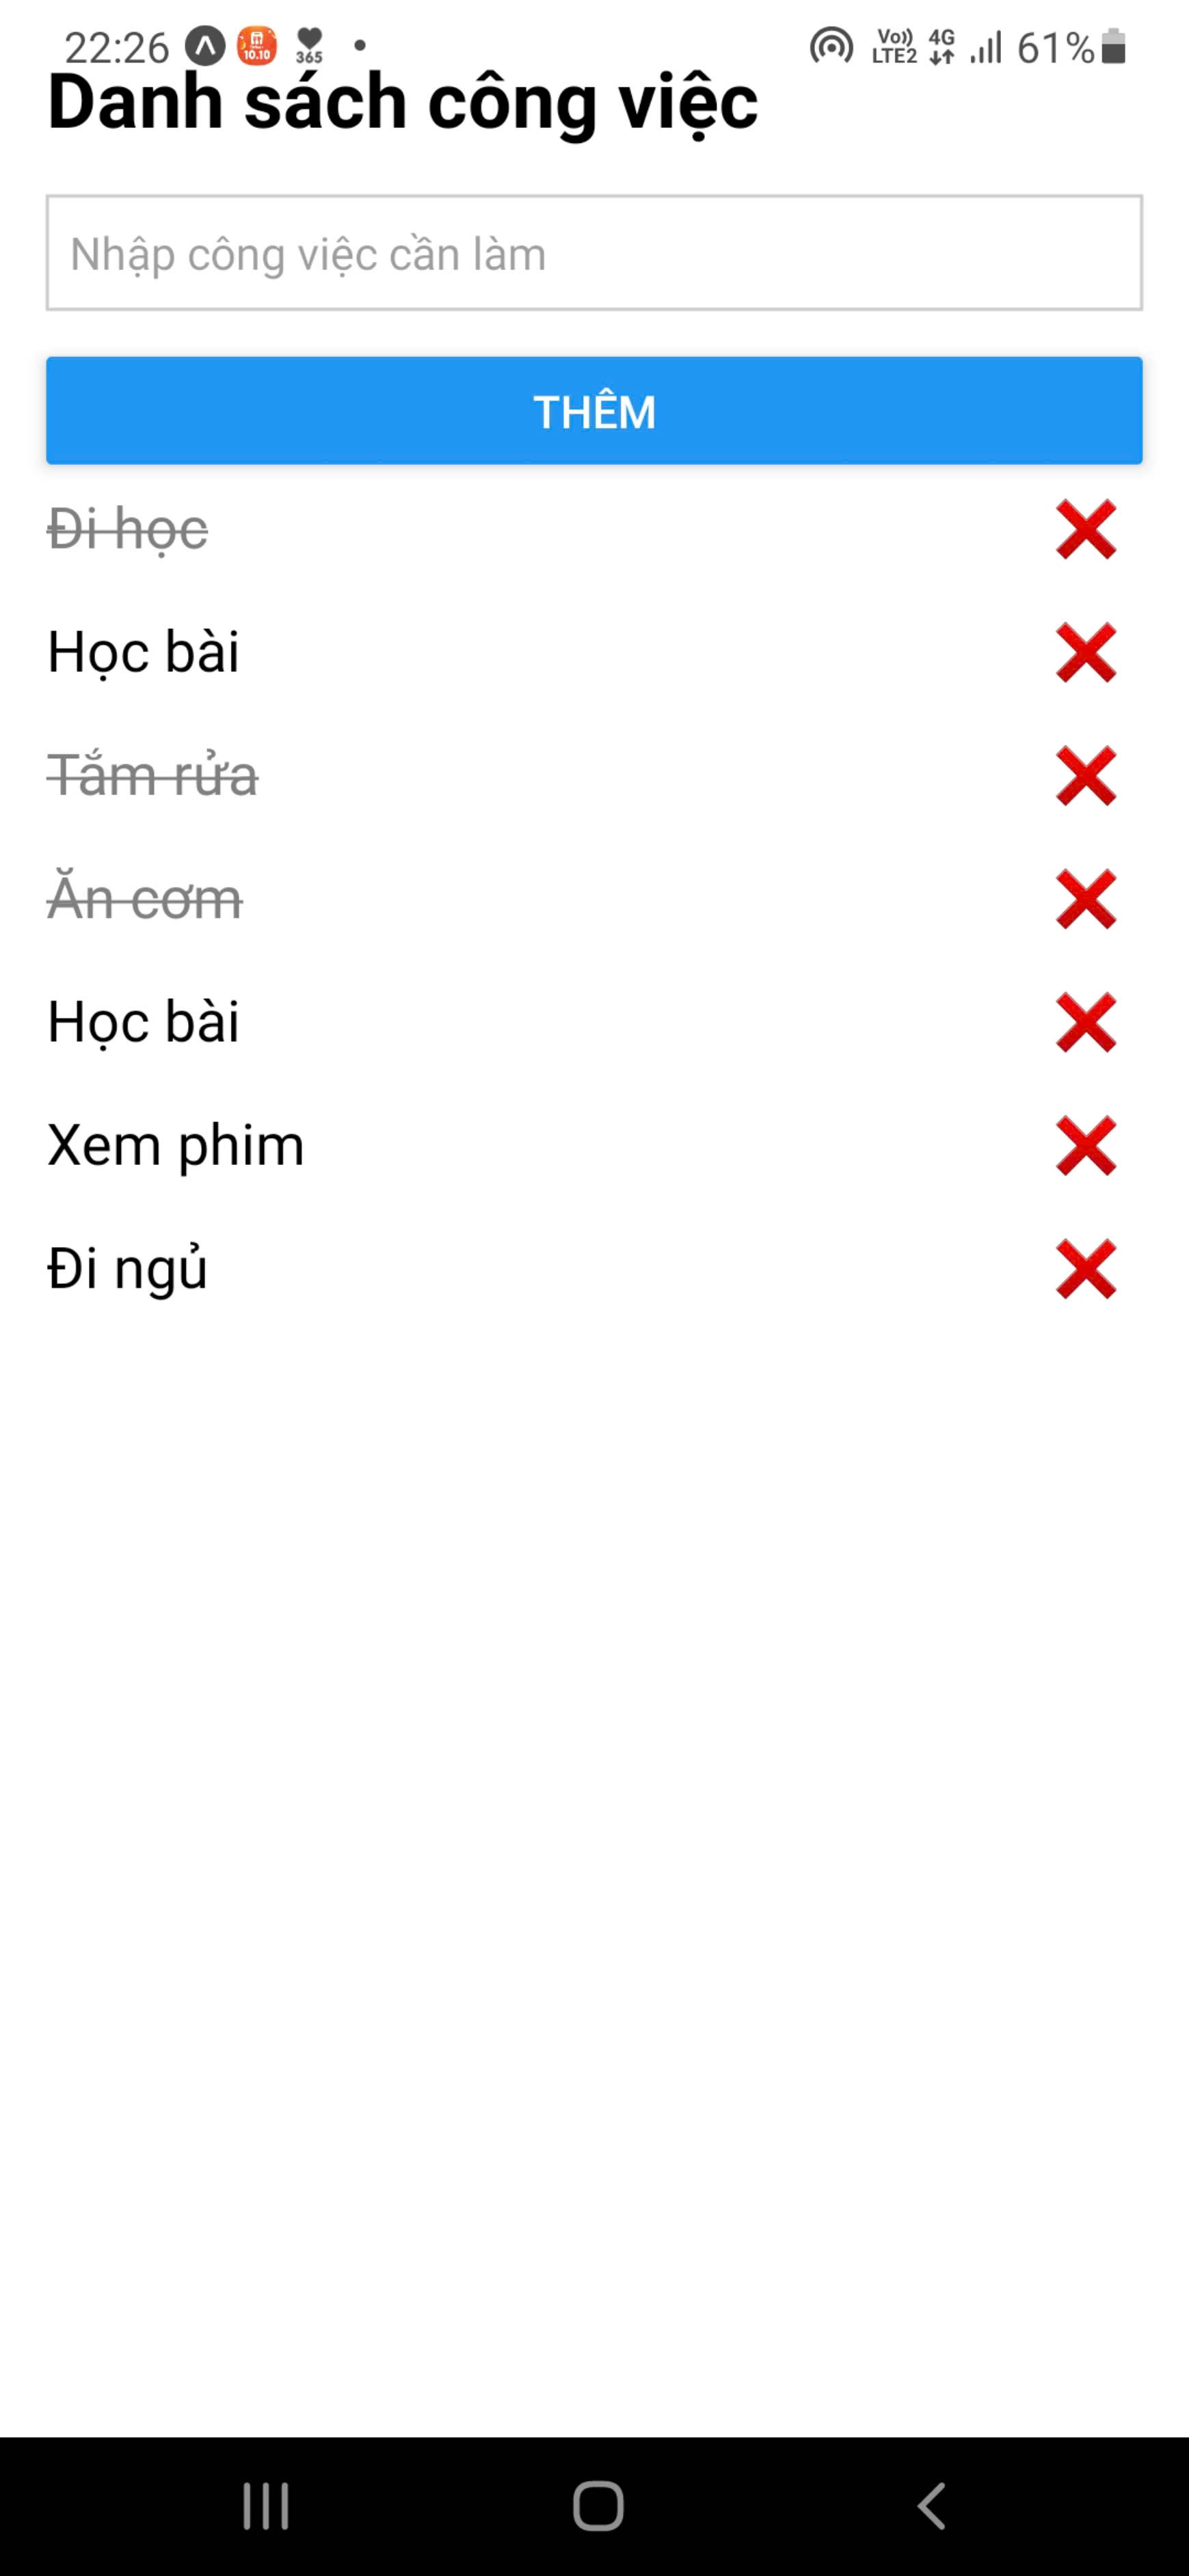 22:26 10.10 365 Vo)) LTE2 4G 61%
Danh sách công việc
Nhập công việc cần làm
THÊM
Đi học
Học bài
Tắm rửa
Ăn cơm
Học bài
Xem phim
Đi ngủ